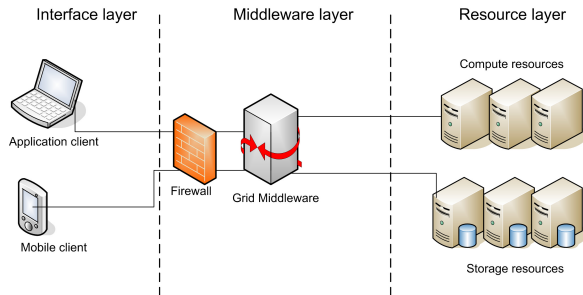 Interface layer
Middleware layer
Resource layer
Compute resources
Application client
Firewall
Grid Middleware
Mobile client
Storage resources